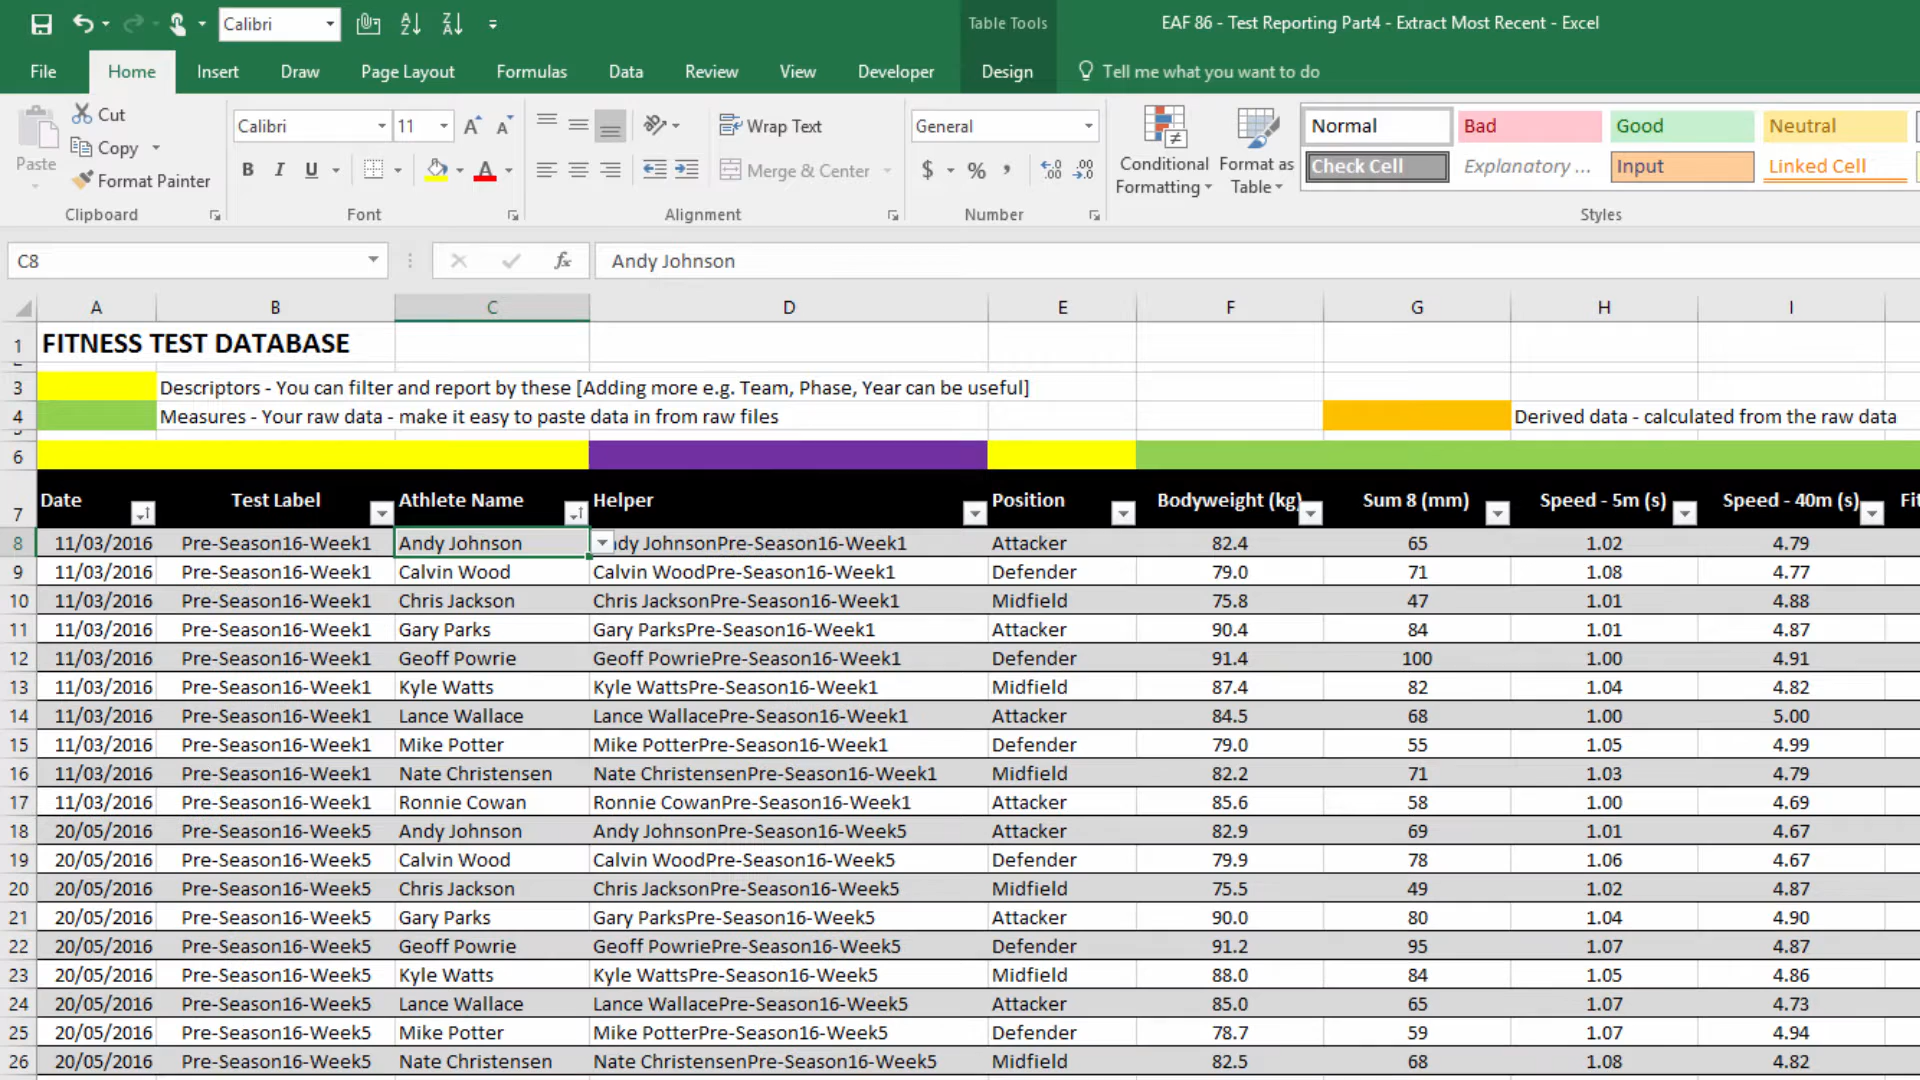 Calibri
Table Tools
EAF 86 - Test Reporting Part4 - Extract Most Recent - Excel
File Home Insert Draw Page Layout Formulas Data Review View Developer Design Tell me what you want to do
Paste
Cut
Copy
Format Painter
Clipboard
Calibri 11
B I U
Font
Wrap Text
Merge & Center
Alignment
General
$ % ,
Number
Conditional Formatting
Format as Table
Normal Bad Good Neutral
Check Cell Explanatory ... Input Linked Cell
Styles
C8 fx Andy Johnson
A B C D E F G H I
1 FITNESS TEST DATABASE
3 Descriptors - You can filter and report by these [Adding more e.g. Team, Phase, Year can be useful]
4 Measures - Your raw data - make it easy to paste data in from raw files Derived data - calculated from the raw data
6
7 Date Test Label Athlete Name Helper Position Bodyweight (kg) Sum 8 (mm) Speed - 5m (s) Speed - 40m (s)
8 11/03/2016 Pre-Season16-Week1 Andy Johnson dy JohnsonPre-Season16-Week1 Attacker 82.4 65 1.02 4.79
9 11/03/2016 Pre-Season16-Week1 Calvin Wood Calvin WoodPre-Season16-Week1 Defender 79.0 71 1.08 4.77
10 11/03/2016 Pre-Season16-Week1 Chris Jackson Chris JacksonPre-Season16-Week1 Midfield 75.8 47 1.01 4.88
11 11/03/2016 Pre-Season16-Week1 Gary Parks Gary ParksPre-Season16-Week1 Attacker 90.4 84 1.01 4.87
12 11/03/2016 Pre-Season16-Week1 Geoff Powrie Geoff PowriePre-Season16-Week1 Defender 91.4 100 1.00 4.91
13 11/03/2016 Pre-Season16-Week1 Kyle Watts Kyle WattsPre-Season16-Week1 Midfield 87.4 82 1.04 4.82
14 11/03/2016 Pre-Season16-Week1 Lance Wallace Lance WallacePre-Season16-Week1 Attacker 84.5 68 1.00 5.00
15 11/03/2016 Pre-Season16-Week1 Mike Potter Mike PotterPre-Season16-Week1 Defender 79.0 55 1.05 4.99
16 11/03/2016 Pre-Season16-Week1 Nate Christensen Nate ChristensenPre-Season16-Week1 Midfield 82.2 71 1.03 4.79
17 11/03/2016 Pre-Season16-Week1 Ronnie Cowan Ronnie CowanPre-Season16-Week1 Attacker 85.6 58 1.00 4.69
18 20/05/2016 Pre-Season16-Week5 Andy Johnson Andy JohnsonPre-Season16-Week5 Attacker 82.9 69 1.01 4.67
19 20/05/2016 Pre-Season16-Week5 Calvin Wood Calvin WoodPre-Season16-Week5 Defender 79.9 78 1.06 4.67
20 20/05/2016 Pre-Season16-Week5 Chris Jackson Chris JacksonPre-Season16-Week5 Midfield 75.5 49 1.02 4.87
21 20/05/2016 Pre-Season16-Week5 Gary Parks Gary ParksPre-Season16-Week5 Attacker 90.0 80 1.04 4.90
22 20/05/2016 Pre-Season16-Week5 Geoff Powrie Geoff PowriePre-Season16-Week5 Defender 91.2 95 1.07 4.87
23 20/05/2016 Pre-Season16-Week5 Kyle Watts Kyle WattsPre-Season16-Week5 Midfield 88.0 84 1.05 4.86
24 20/05/2016 Pre-Season16-Week5 Lance Wallace Lance WallacePre-Season16-Week5 Attacker 85.0 65 1.07 4.73
25 20/05/2016 Pre-Season16-Week5 Mike Potter Mike PotterPre-Season16-Week5 Defender 78.7 59 1.07 4.94
26 20/05/2016 Pre-Season16-Week5 Nate Christensen Nate ChristensenPre-Season16-Week5 Midfield 82.5 68 1.08 4.82